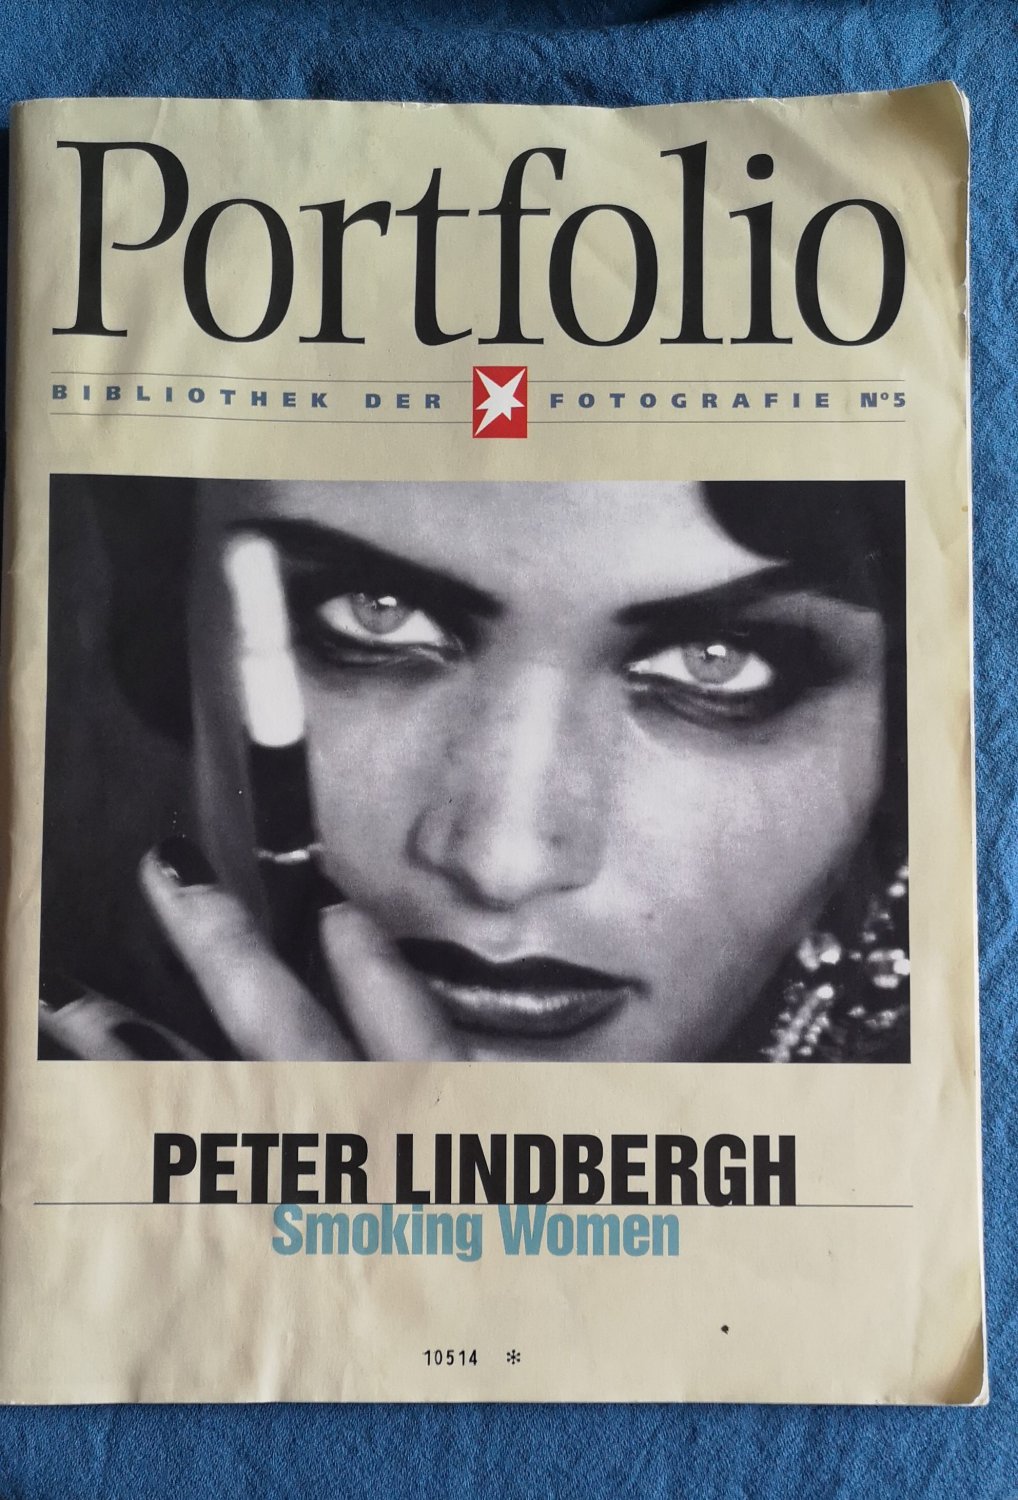 Portfolio
BIBLIOTHEK DER FOTOGRAFIE Nº5
PETER LINDBERGH
Smoking Women
10514 *